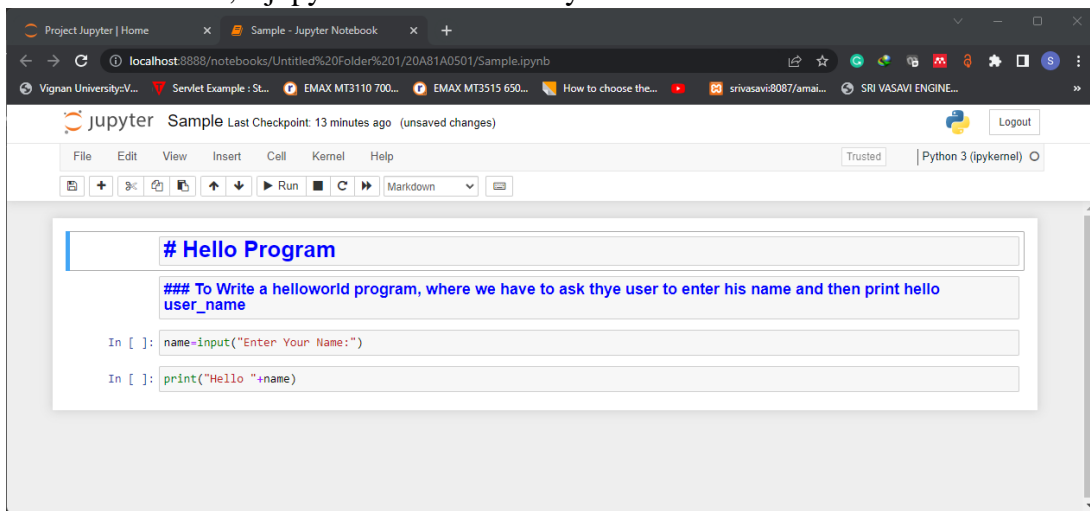 Project Jupyter | Home
Sample - Jupyter Notebook
localhost:8888/notebooks/Untitled%20Folder%201/20A81A0501/Sample.ipynb
Vignan University::V... Servlet Example : St... EMAX MT3110 700... EMAX MT3515 650... How to choose the... srivasavi:8087/amai... SRI VASAVI ENGINE... »
jupyter Sample Last Checkpoint: 13 minutes ago (unsaved changes) Logout
File Edit View Insert Cell Kernel Help Trusted Python 3 (ipykernel)
Run Markdown
# Hello Program
### To Write a helloworld program, where we have to ask thye user to enter his name and then print hello
user_name
In [ ]: name=input("Enter Your Name:")
In [ ]: print("Hello "+name)